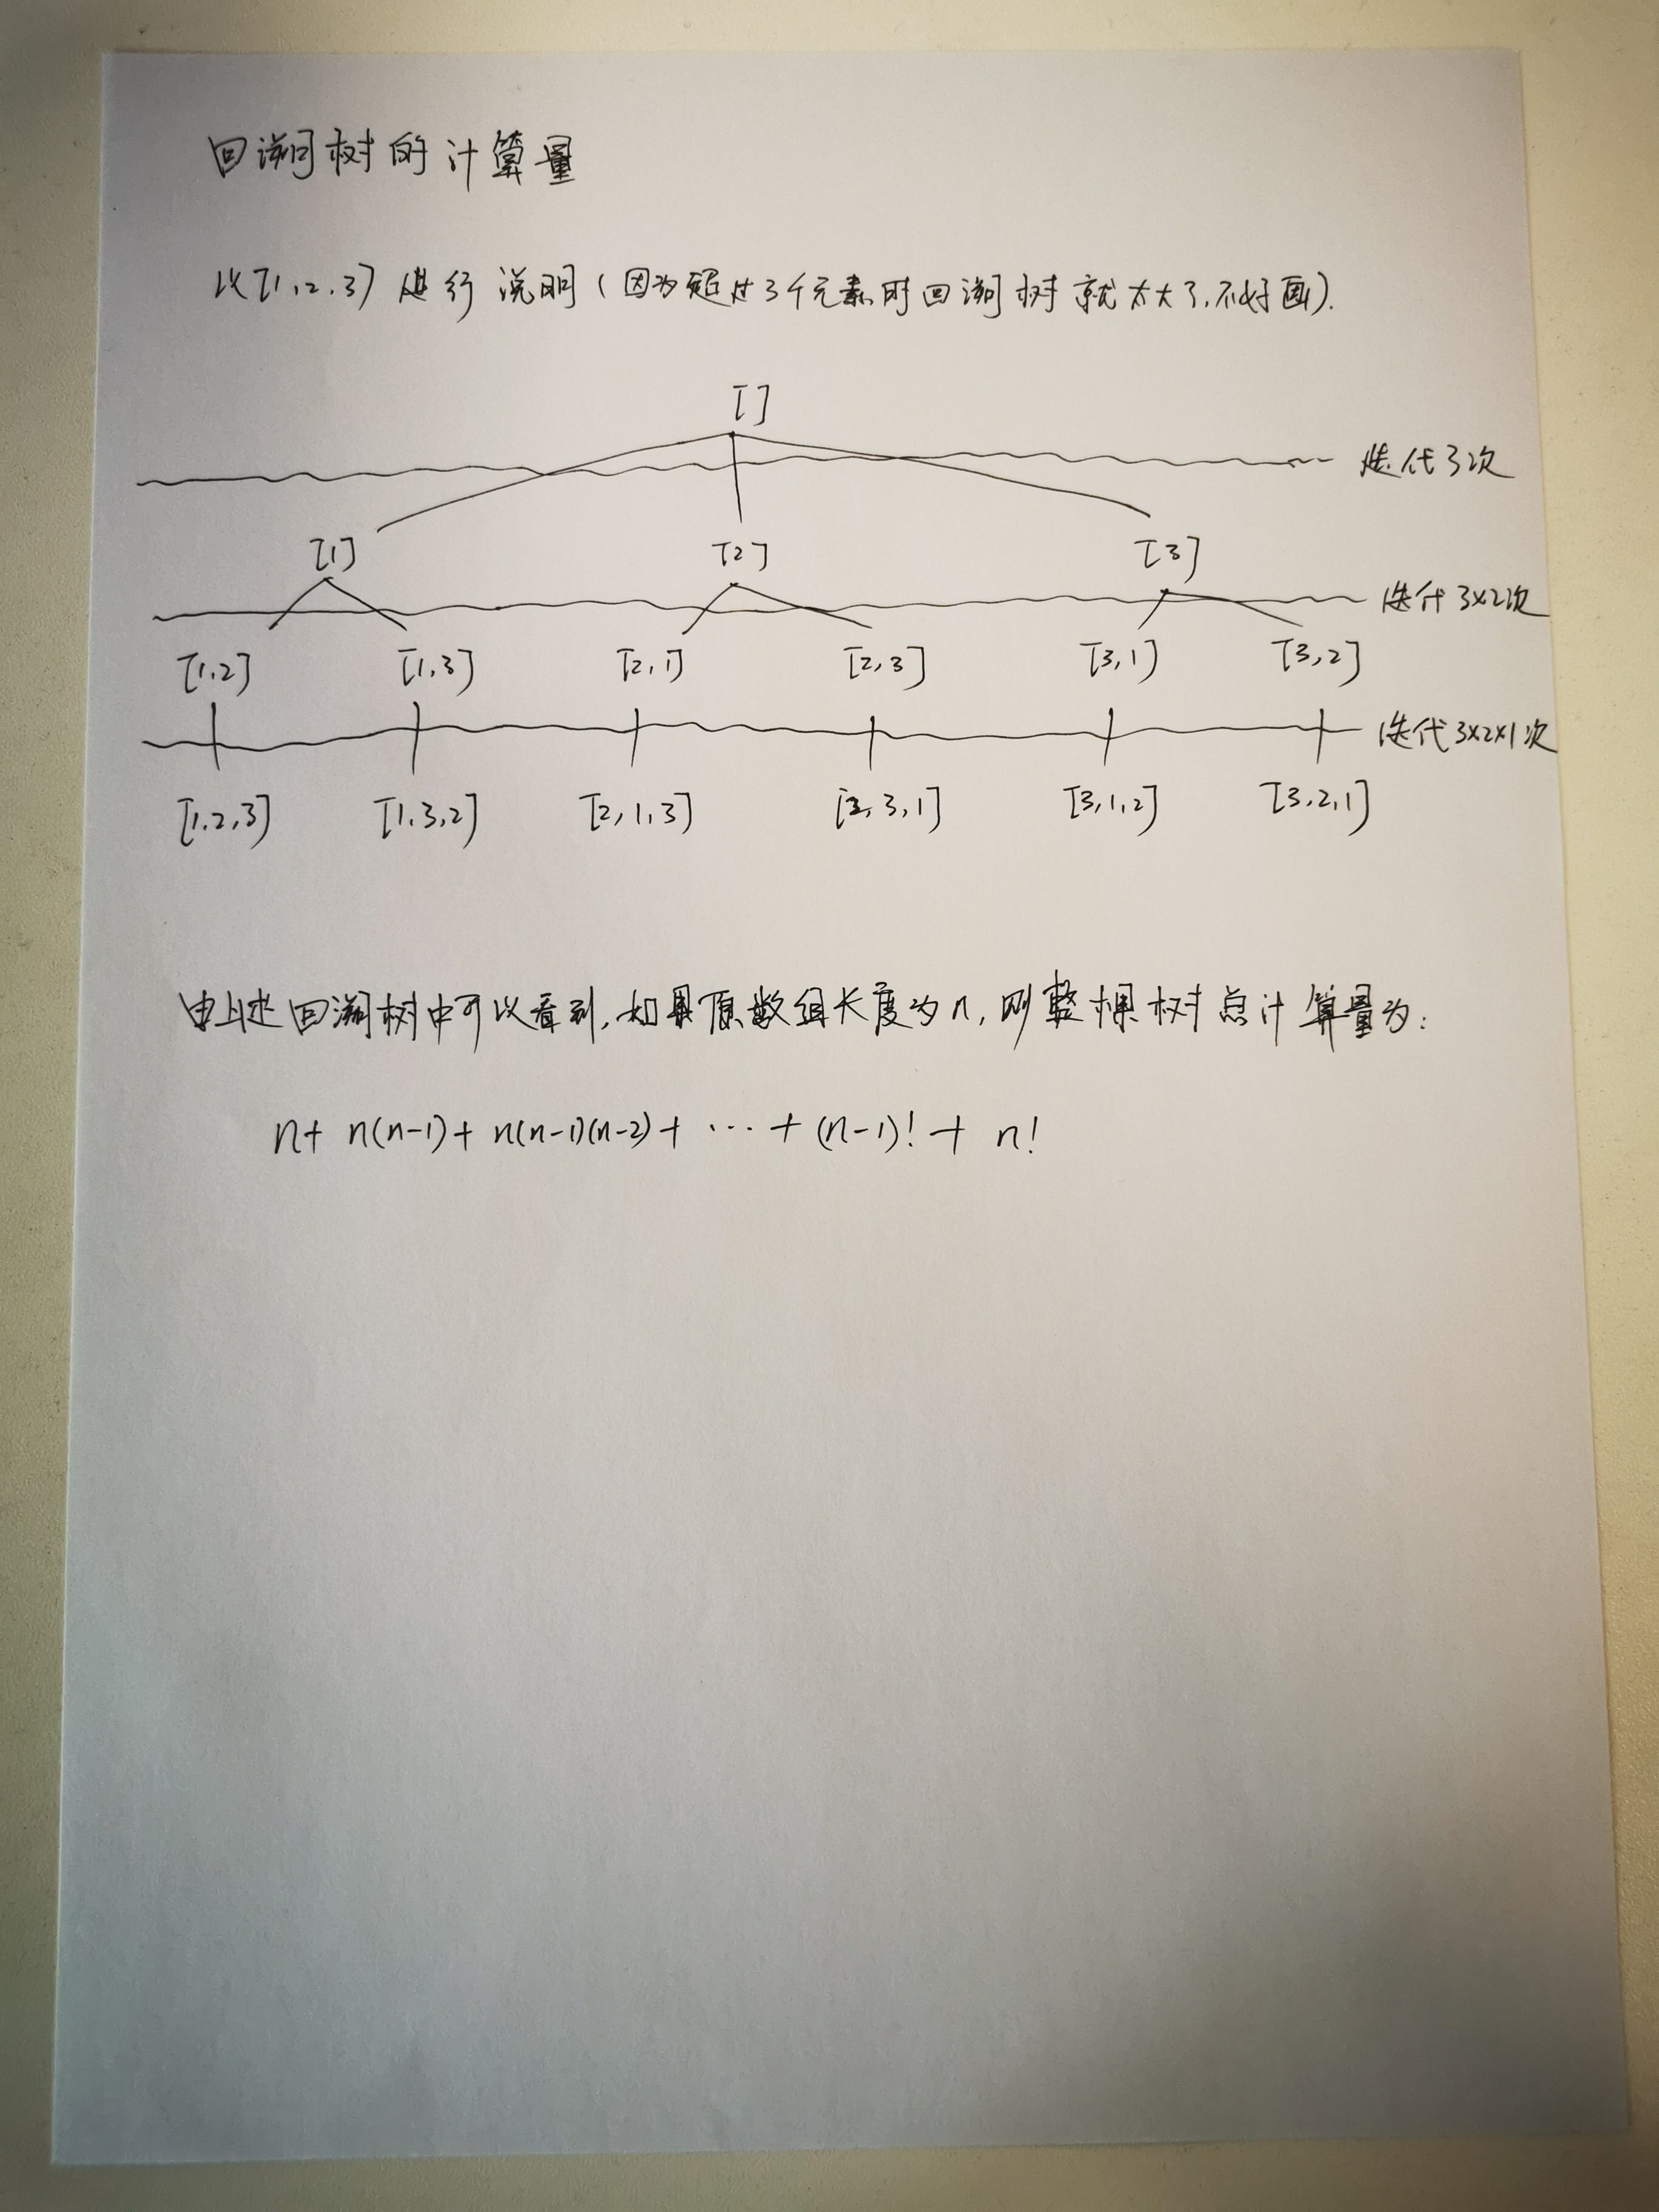 回溯树的计算量
以[1,2,3]进行说明(因为超过3个元素时回溯树就太大了,不好画).
[]
迭代3次
[1] [2] [3]
迭代3×2次
[1,2] [1,3] [2,1] [2,3] [3,1] [3,2]
迭代3×2×1次
[1,2,3] [1,3,2] [2,1,3] [2,3,1] [3,1,2] [3,2,1]
由上述回溯树中可以看到,如果原数组长度为n,则整棵树点计算量为:
n+ n(n-1)+ n(n-1)(n-2)+ ··· + (n-1)! + n!